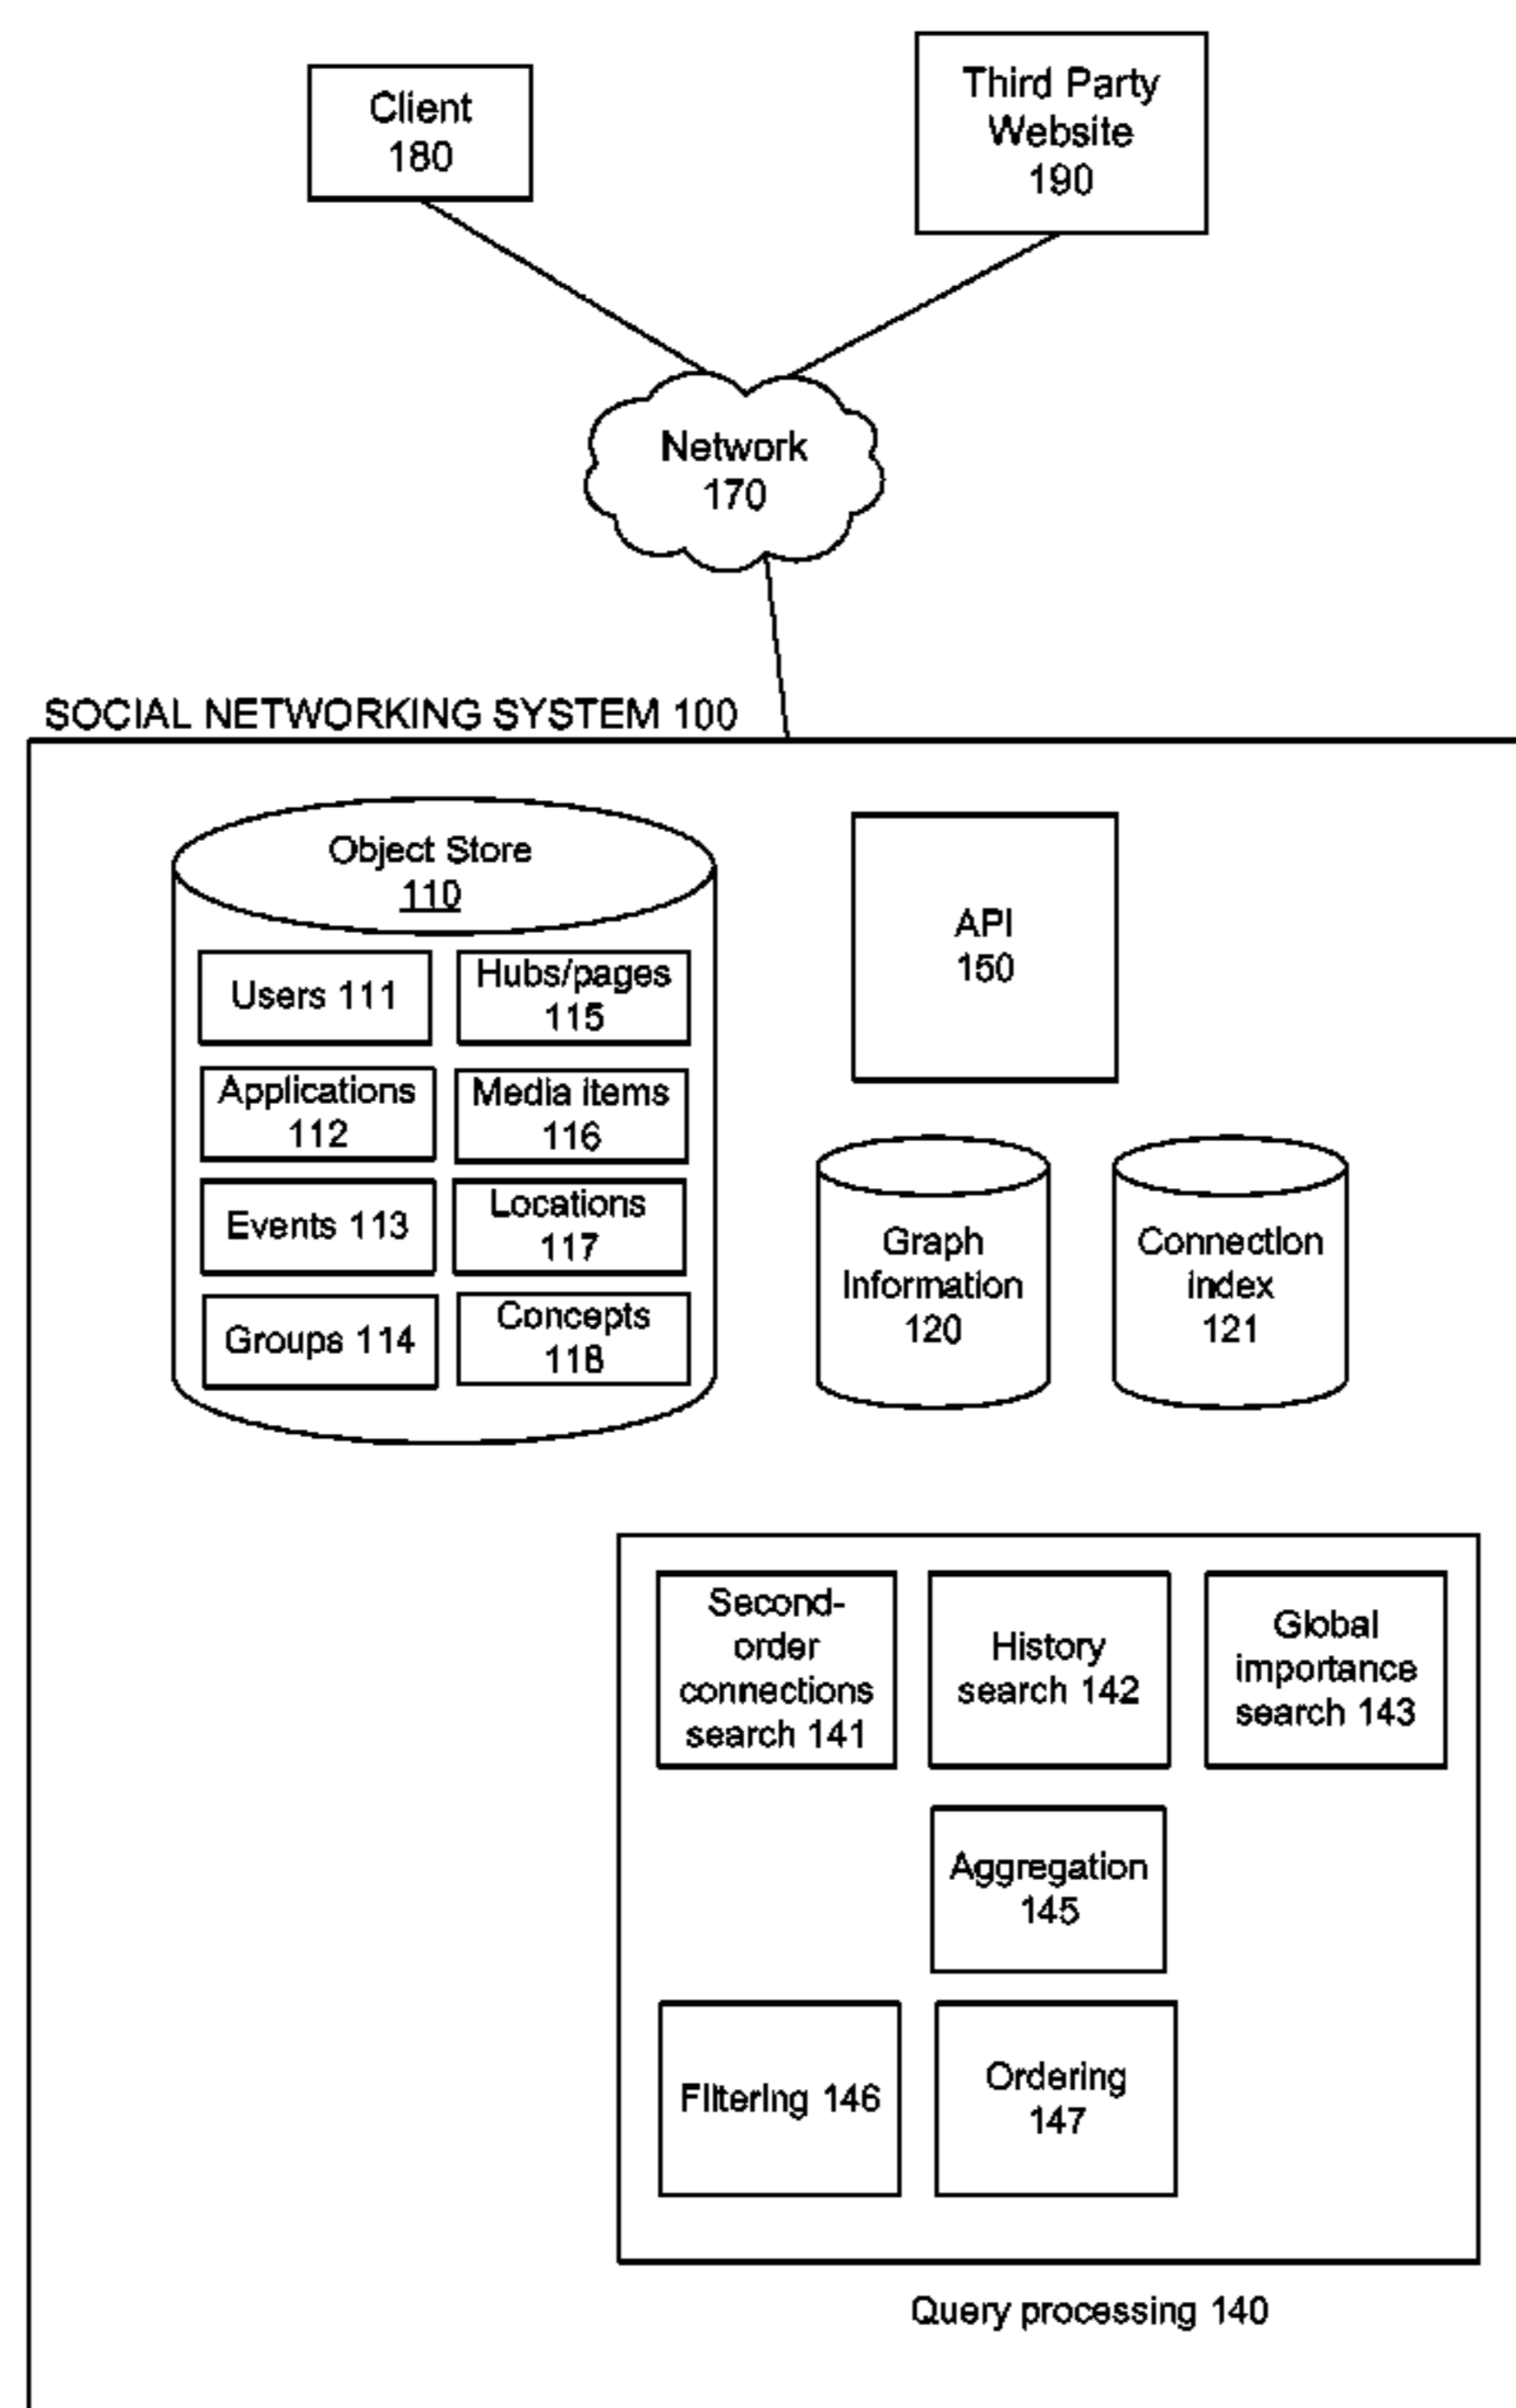 Client
180
Third Party
Website
190
Network
170
SOCIAL NETWORKING SYSTEM 100
Object Store
110
Users 111
Hubs/pages
115
Applications
112
Media items
116
Events 113
Locations
117
Groups 114
Concepts
118
API
150
Graph
Information
120
Connection
index
121
Second-
order
connections
search 141
History
search 142
Global
importance
search 143
Aggregation
145
Filtering 146
Ordering
147
Query processing 140